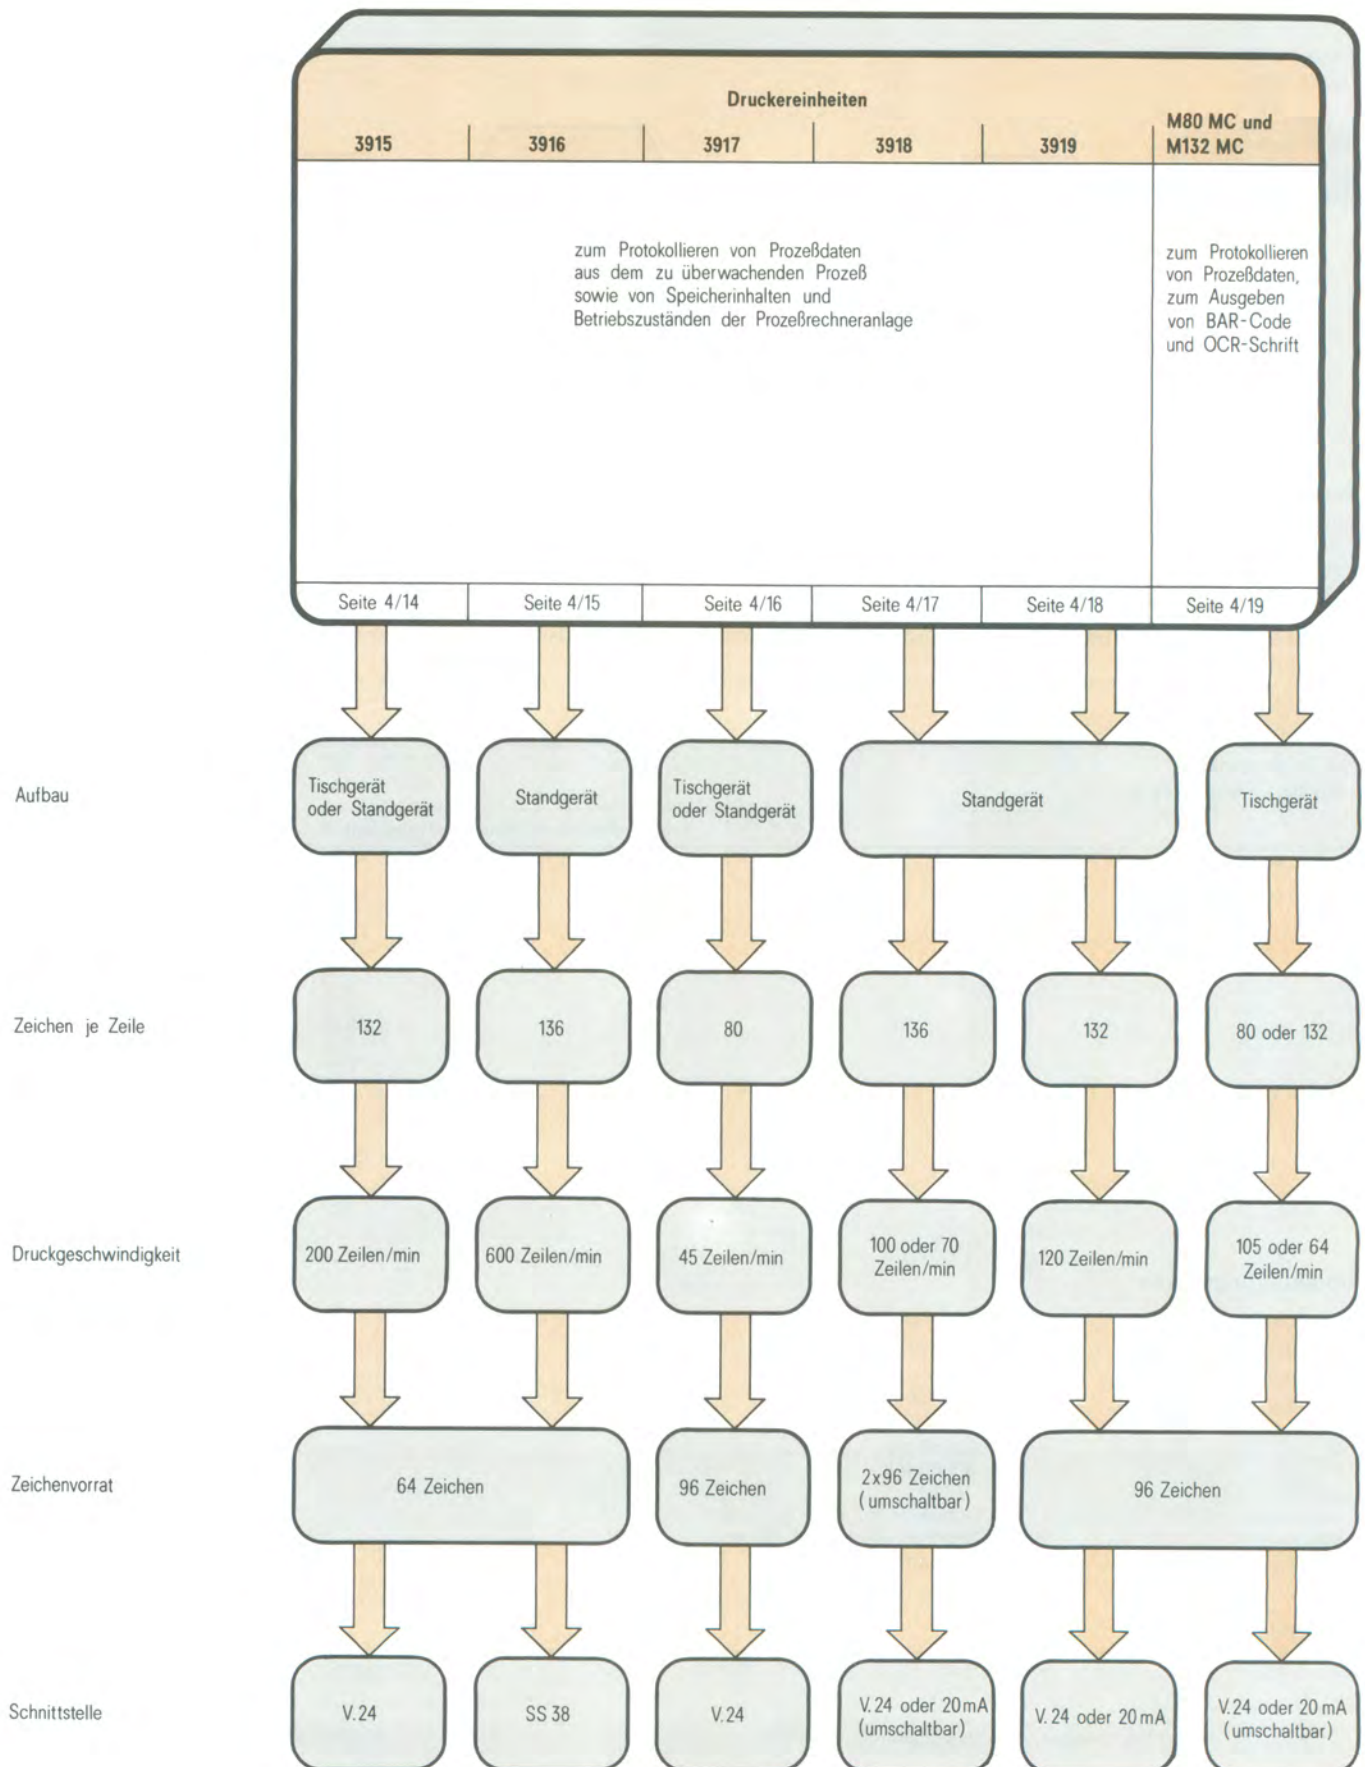 Druckereinheiten
3915 3916 3917 3918 3919 M80 MC und
M132 MC
zum Protokollieren von Prozeßdaten
aus dem zu überwachenden Prozeß
sowie von Speicherinhalten und
Betriebszuständen der Prozeßrechneranlage
zum Protokollieren
von Prozeßdaten,
zum Ausgeben
von BAR-Code
und OCR-Schrift
Seite 4/14 Seite 4/15 Seite 4/16 Seite 4/17 Seite 4/18 Seite 4/19
Aufbau
Tischgerät
oder Standgerät
Standgerät
Tischgerät
oder Standgerät
Standgerät
Tischgerät
Zeichen je Zeile
132
136
80
136
132
80 oder 132
Druckgeschwindigkeit
200 Zeilen/min
600 Zeilen/min
45 Zeilen/min
100 oder 70
Zeilen/min
120 Zeilen/min
105 oder 64
Zeilen/min
Zeichenvorrat
64 Zeichen
96 Zeichen
2x96 Zeichen
(umschaltbar)
96 Zeichen
Schnittstelle
V.24
SS 38
V.24
V.24 oder 20mA
(umschaltbar)
V.24 oder 20mA
V.24 oder 20mA
(umschaltbar)